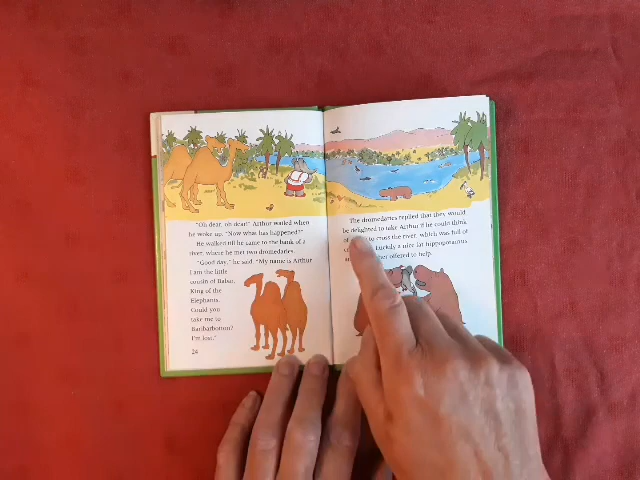 "Oh dear, oh dear!" Arthur wailed when
he woke up. "Now what has happened?"
He walked till he came to the bank of a
river, where he met two dromedaries.
"Good day," he said. "My name is Arthur
I am the little
cousin of Babar,
King of the
Elephants.
Could you
take me to
Baribarbottom?
I'm lost."
24
The dromedaries replied that they would
be delighted to take Arthur if he could think
of to cross the river, which was full of
Luckily a nice fat hippopotamus
offered to help.